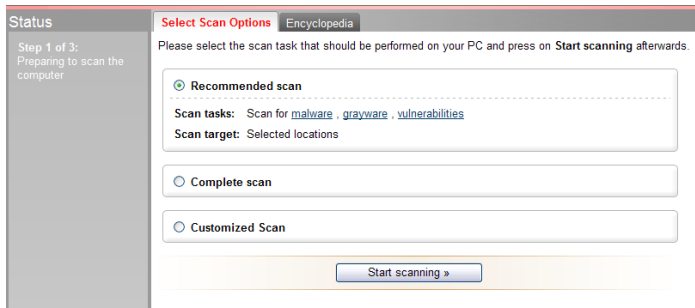 Status
Step 1 of 3:
Preparing to scan the
computer
Select Scan Options
Encyclopedia
Please select the scan task that should be performed on your PC and press on Start scanning afterwards.
Recommended scan
Scan tasks: Scan for malware , grayware , vulnerabilities
Scan target: Selected locations
Complete scan
Customized Scan
Start scanning »